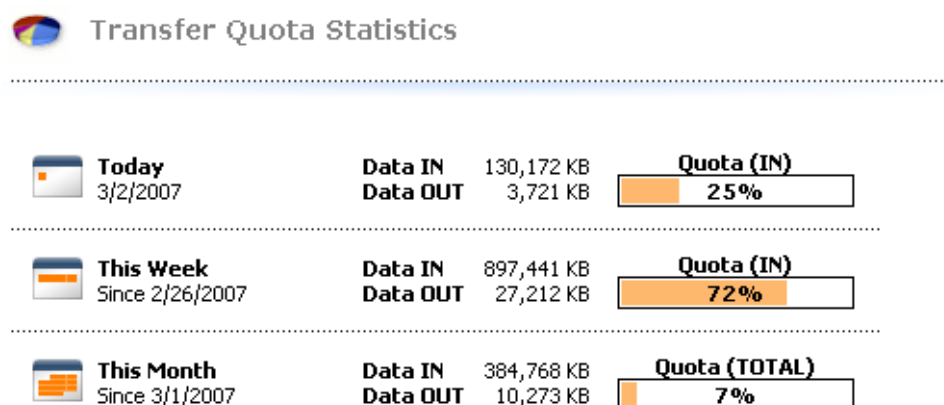 Transfer Quota Statistics
Today Data IN 130,172 KB Quota (IN)
3/2/2007 Data OUT 3,721 KB 25%
This Week Data IN 897,441 KB Quota (IN)
Since 2/26/2007 Data OUT 27,212 KB 72%
This Month Data IN 384,768 KB Quota (TOTAL)
Since 3/1/2007 Data OUT 10,273 KB 7%